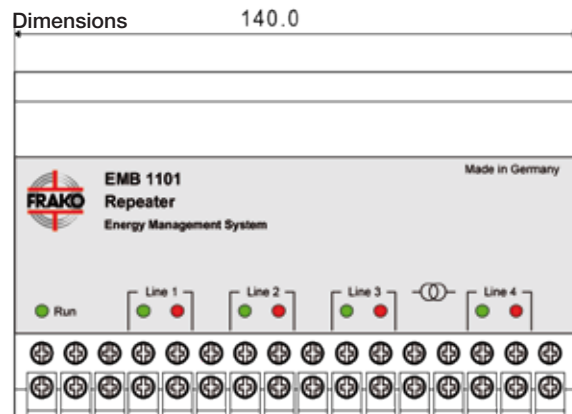 Dimensions
140.0
Made in Germany
FRAKO
EMB 1101
Repeater
Energy Management System
Run
Line 1
Line 2
Line 3
Line 4